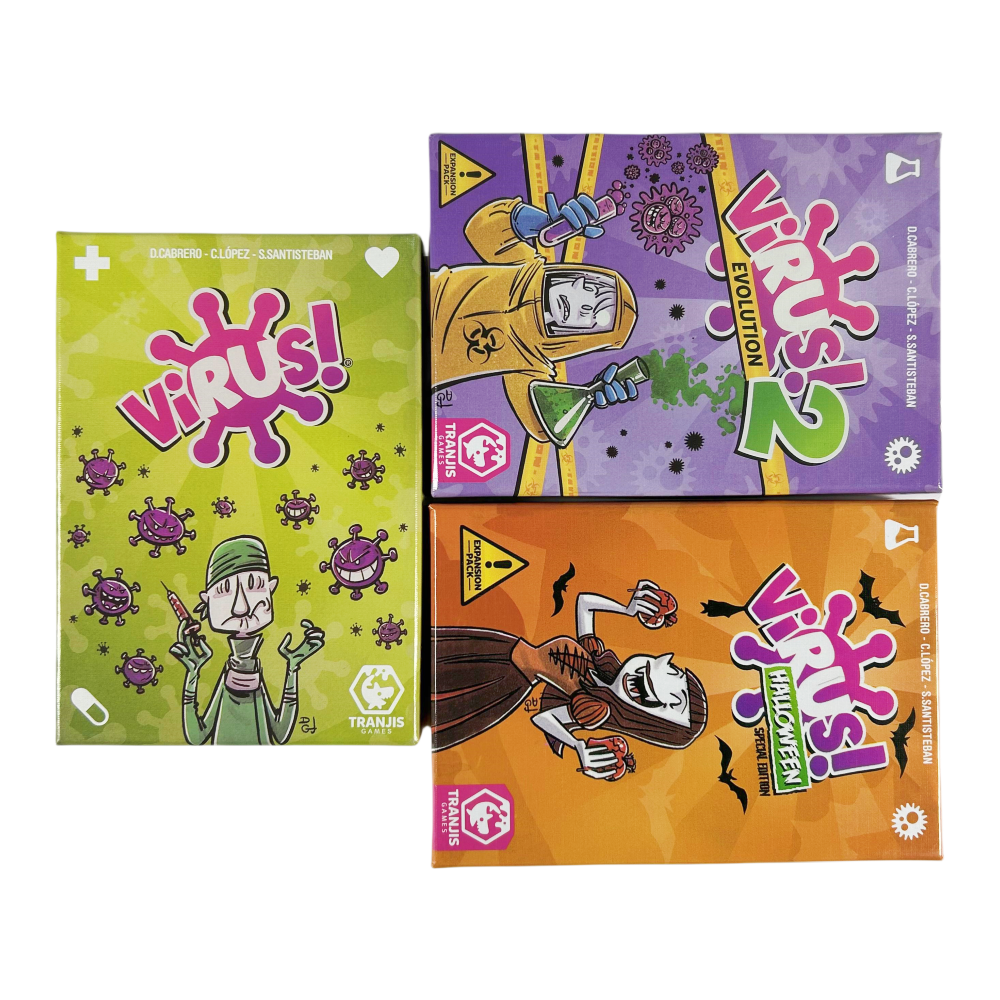 D.CABRERO - C.LÓPEZ - S.SANTISTEBAN
ViRUS!
®
AGJ
TRANJIS
GAMES
D.CABRERO - C.LÓPEZ - S.SANTISTEBAN
ViRUS! 2
EVOLUTION
EXPANSION
PACK
TRANJIS
GAMES
D.CABRERO - C.LÓPEZ - S.SANTISTEBAN
ViRUS!
HALLOWEEN
SPECIAL EDITION
EXPANSION
PACK
TRANJIS
GAMES